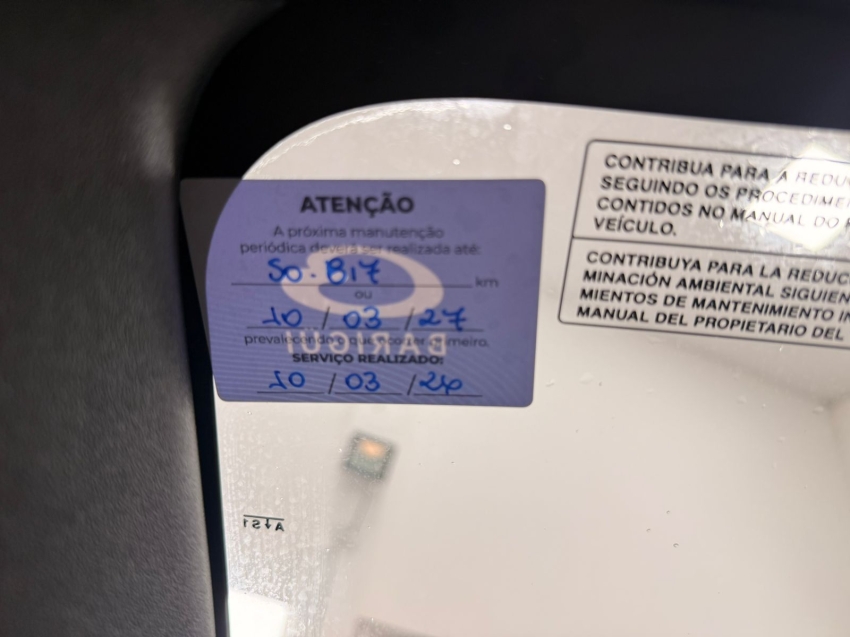 ATENÇÃO
A próxima manutenção
periódica deverá ser realizada até:
50.817 km
ou
10/03/27
prevalecendo o que ocorrer primeiro.
SERVIÇO REALIZADO:
10/03/26
BARIGUI
CONTRIBUA PARA A REDU
SEGUINDO OS PROCEDIME
CONTIDOS NO MANUAL DO
VEÍCULO.
CONTRIBUYA PARA LA REDUC
MINACIÓN AMBIENTAL SIGUIEN
MIENTOS DE MANTENIMIENTO IN
MANUAL DEL PROPIETARIO DEL